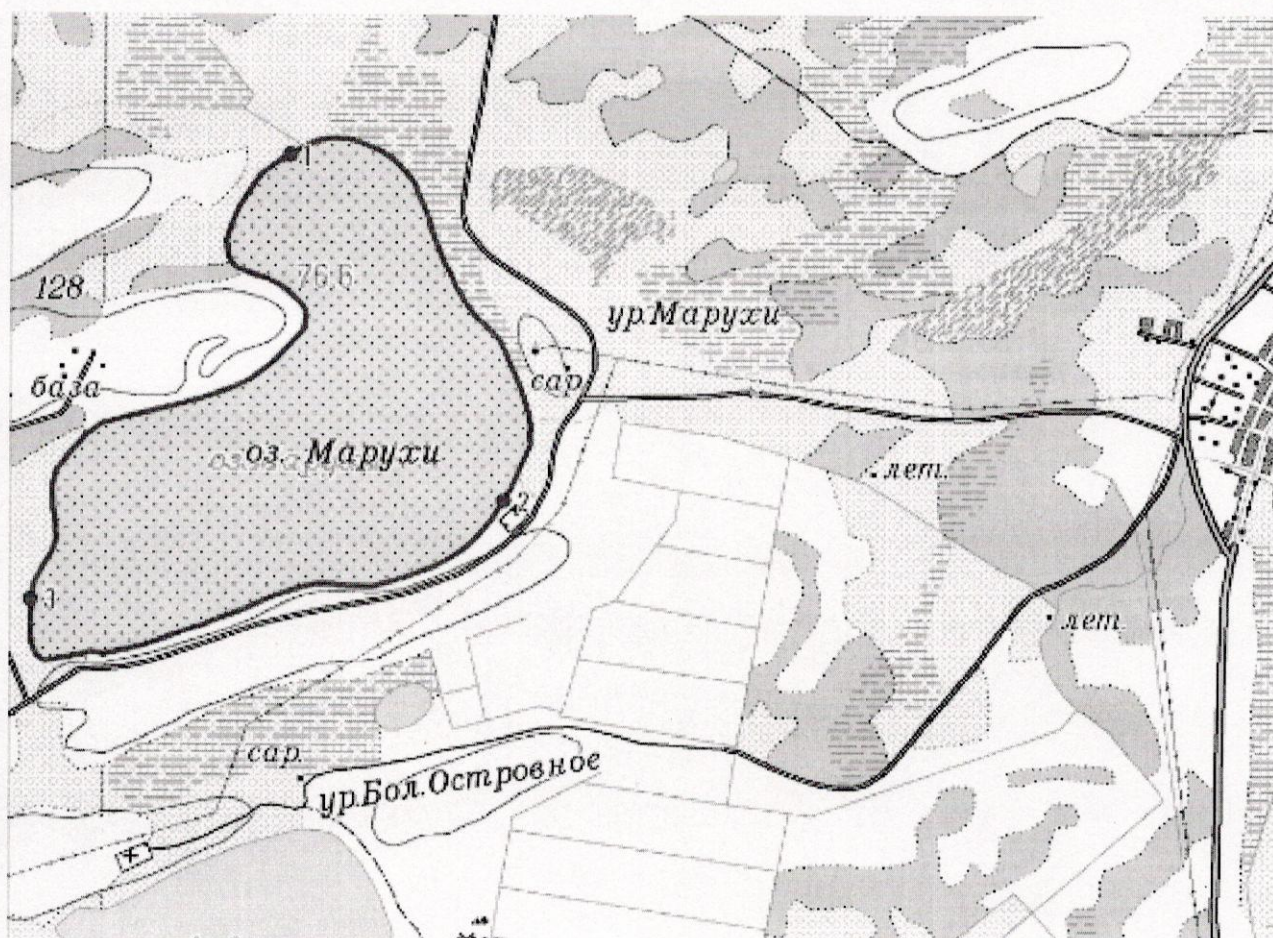 1
76.6
128
ур.Марухи
база
сар.
оз. Марухи
лет.
2
3
лет.
сар.
ур.Бол.Островное